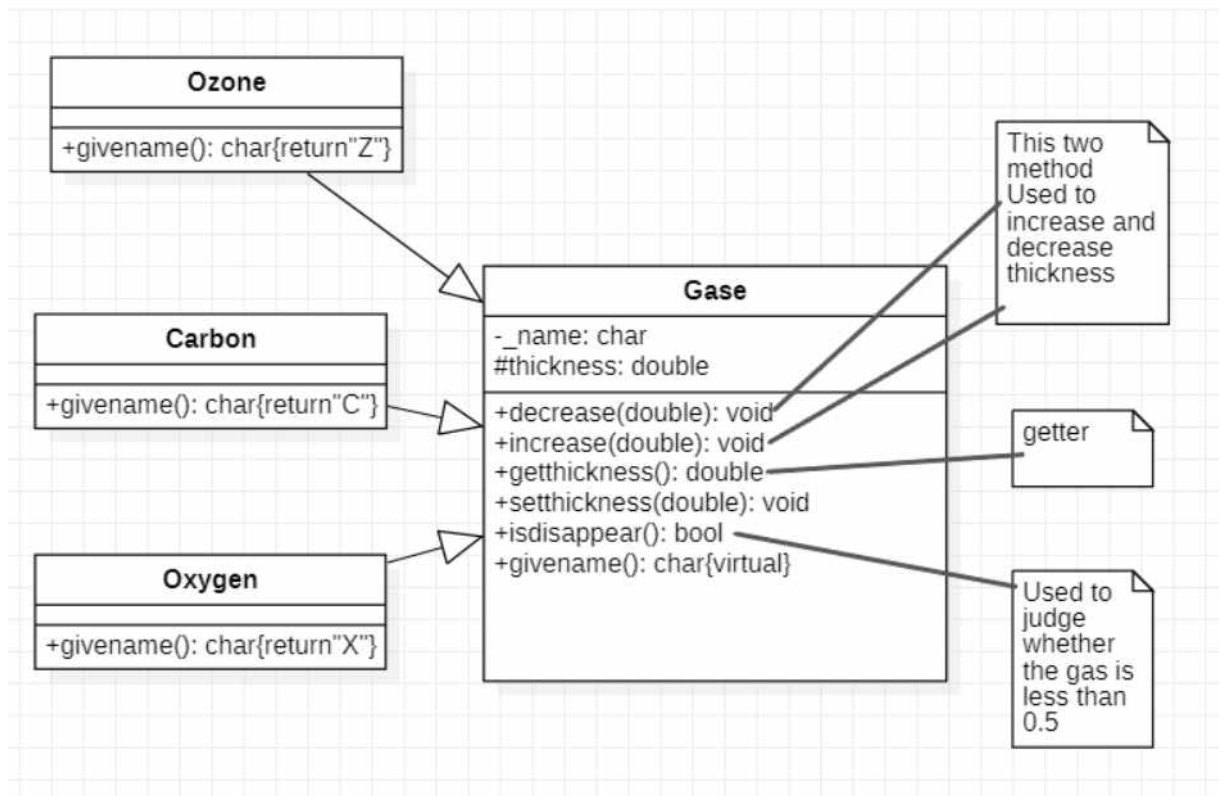 Ozone
+givename(): char{return"Z"}
Carbon
+givename(): char{return"C"}
Oxygen
+givename(): char{return"X"}
Gase
-_name: char
#thickness: double
+decrease(double): void
+increase(double): void
+getthickness(): double
+setthickness(double): void
+isdisappear(): bool
+givename(): char{virtual}
This two
method
Used to
increase and
decrease
thickness
getter
Used to
judge
whether
the gas is
less than
0.5